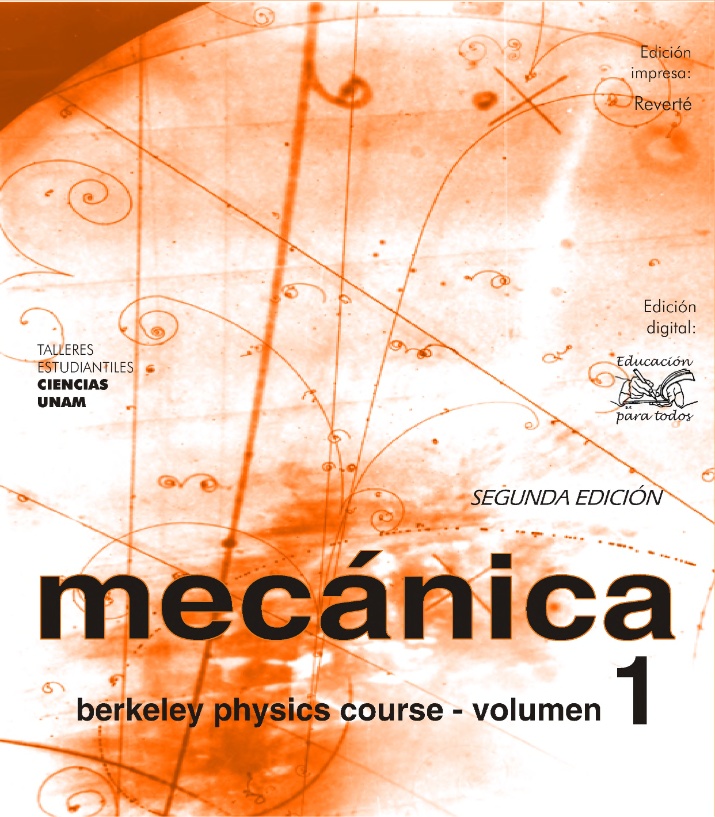 Edición
impresa:
Reverté
Edición
digital:
Educación
para todos
TALLERES
ESTUDIANTILES
CIENCIAS
UNAM
SEGUNDA EDICIÓN
mecánica
1
berkeley physics course - volumen